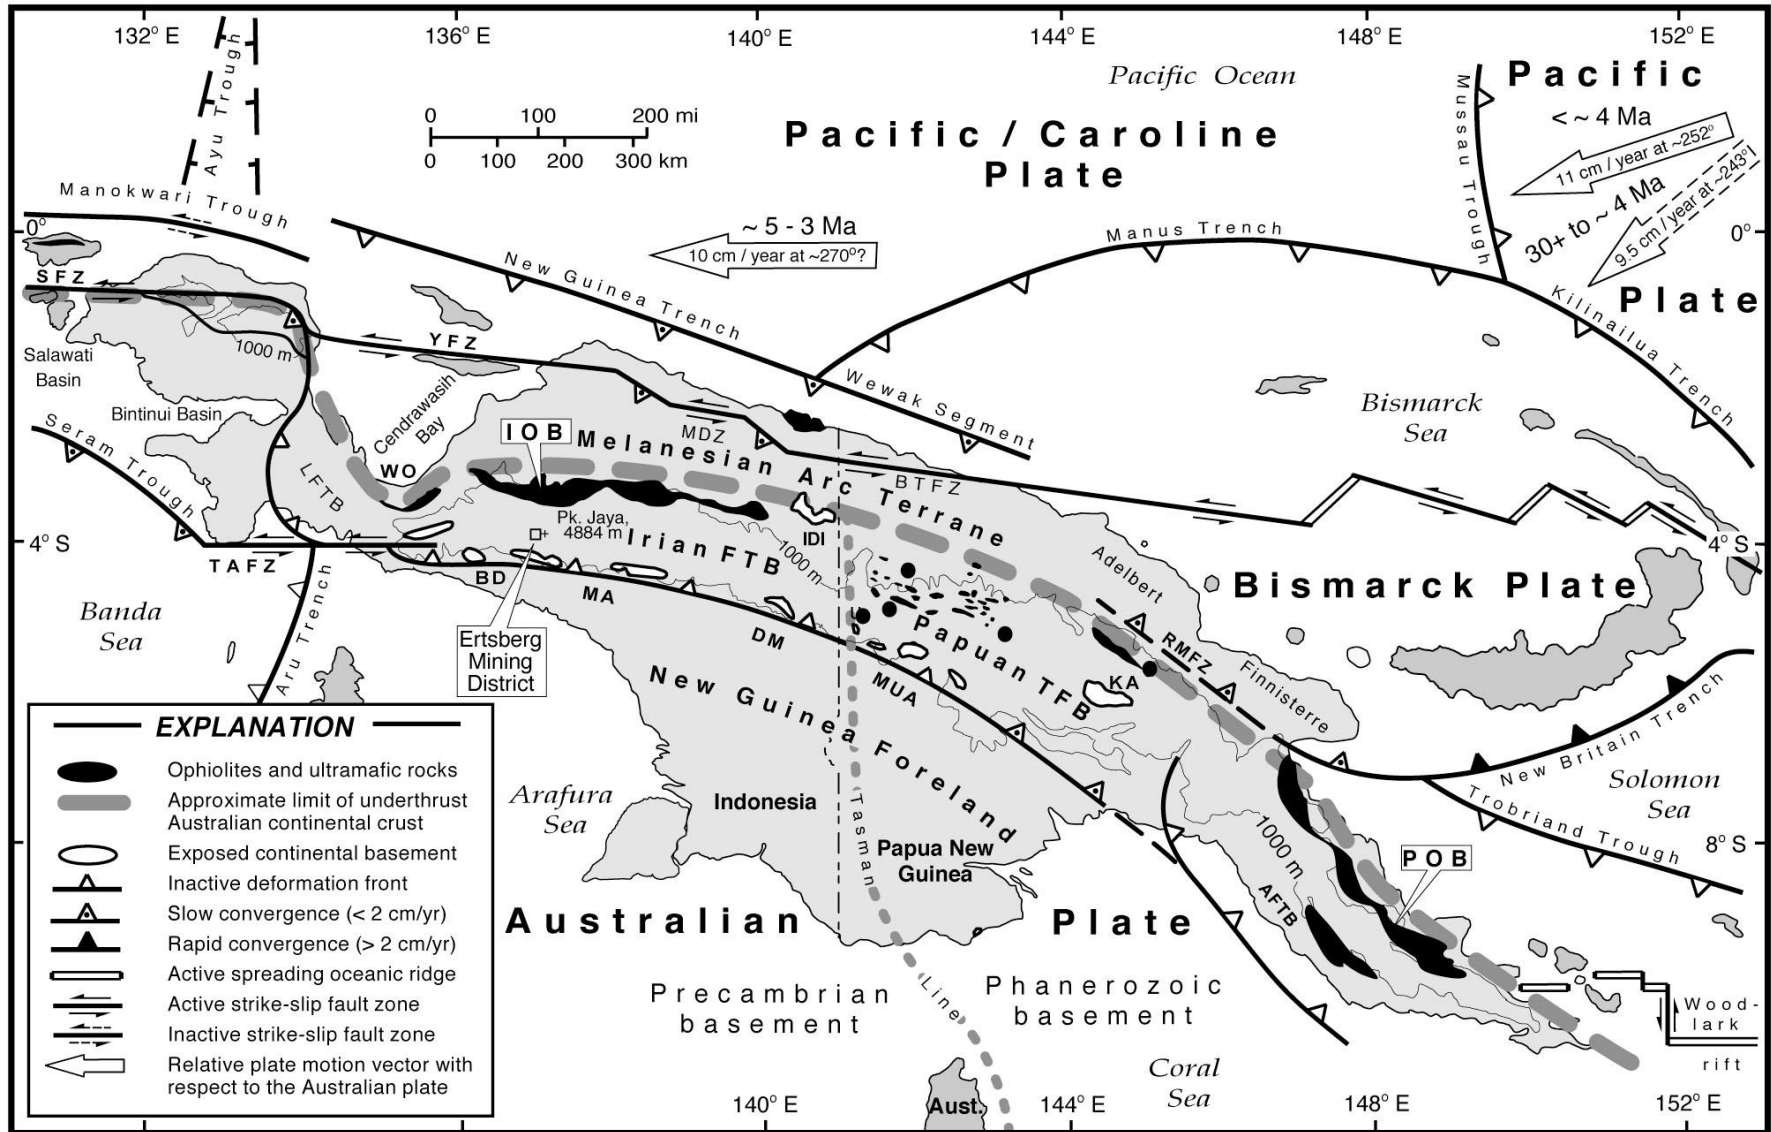 132° E
136° E
140° E
144° E
148° E
152° E
Ayu Trough
Pacific Ocean
Pacific
Mussau Trough
< ~ 4 Ma
11 cm / year at ~252°
9.5 cm / year at ~243°
30+ to ~ 4 Ma
Plate
0 100 200 mi
0 100 200 300 km
Pacific / Caroline
Plate
Manokwari Trough
0°
0°
~ 5 - 3 Ma
10 cm / year at ~270°?
Manus Trench
New Guinea Trench
Kilinailua Trench
SFZ
1000 m
YFZ
Salawati
Basin
Bintinui Basin
Cendrawasih
Bay
Wewak Segment
Bismarck
Sea
Seram Trough
LFTB
WO
IOB
Melanesian Arc Terrane
MDZ
BTFZ
Pk. Jaya,
4884 m
Irian FTB
1000 m
IDI
4° S
4° S
TAFZ
BD
MA
DM
MUA
Adelbert
RMFZ
Finnisterre
Bismarck Plate
Banda
Sea
Aru Trench
Ertsberg
Mining
District
Papuan TFB
KA
New Guinea Foreland
New Britain Trench
Solomon
Sea
Trobriand Trough
Arafura
Sea
Indonesia
Tasman Line
Papua New
Guinea
1000 m
POB
8° S
AFTB
Australian Plate
Precambrian
basement
Phanerozoic
basement
Wood-
lark
rift
Coral
Sea
Aust.
EXPLANATION
Ophiolites and ultramafic rocks
Approximate limit of underthrust
Australian continental crust
Exposed continental basement
Inactive deformation front
Slow convergence (< 2 cm/yr)
Rapid convergence (> 2 cm/yr)
Active spreading oceanic ridge
Active strike-slip fault zone
Inactive strike-slip fault zone
Relative plate motion vector with
respect to the Australian plate
140° E
144° E
148° E
152° E